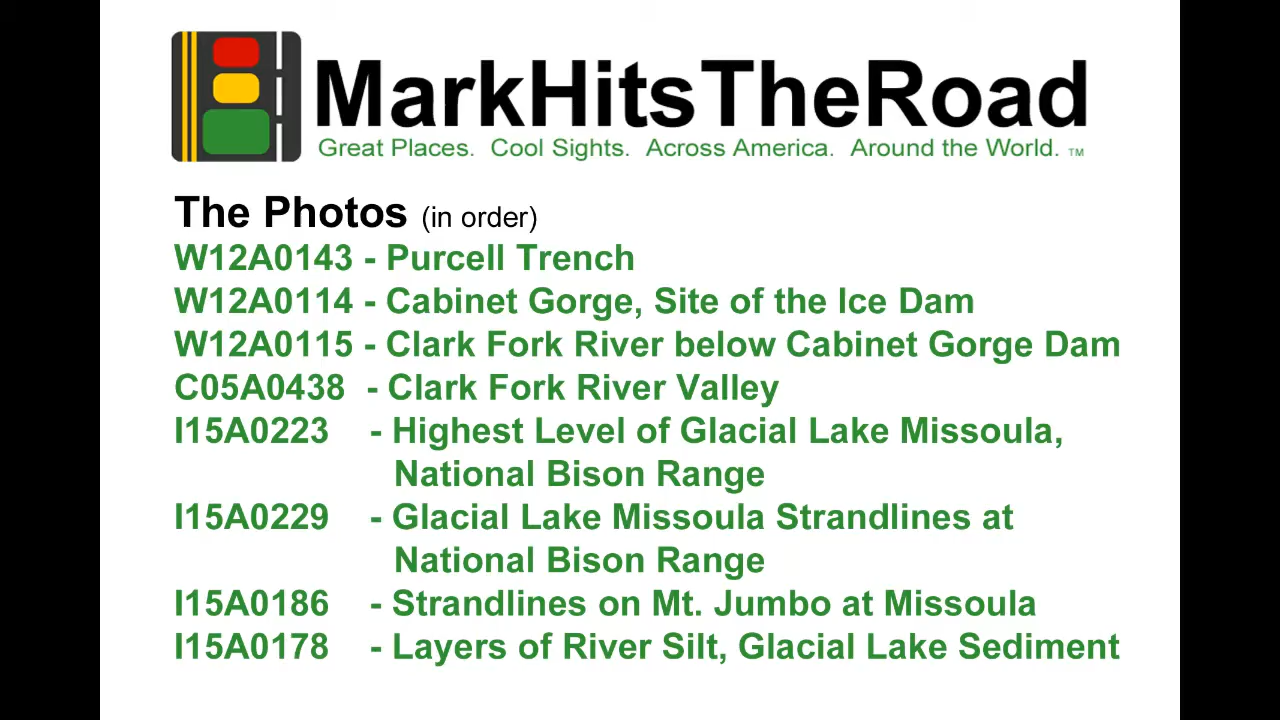 MarkHitsTheRoad
Great Places. Cool Sights. Across America. Around the World. ™
The Photos (in order)
W12A0143 - Purcell Trench
W12A0114 - Cabinet Gorge, Site of the Ice Dam
W12A0115 - Clark Fork River below Cabinet Gorge Dam
C05A0438 - Clark Fork River Valley
I15A0223 - Highest Level of Glacial Lake Missoula,
National Bison Range
I15A0229 - Glacial Lake Missoula Strandlines at
National Bison Range
I15A0186 - Strandlines on Mt. Jumbo at Missoula
I15A0178 - Layers of River Silt, Glacial Lake Sediment